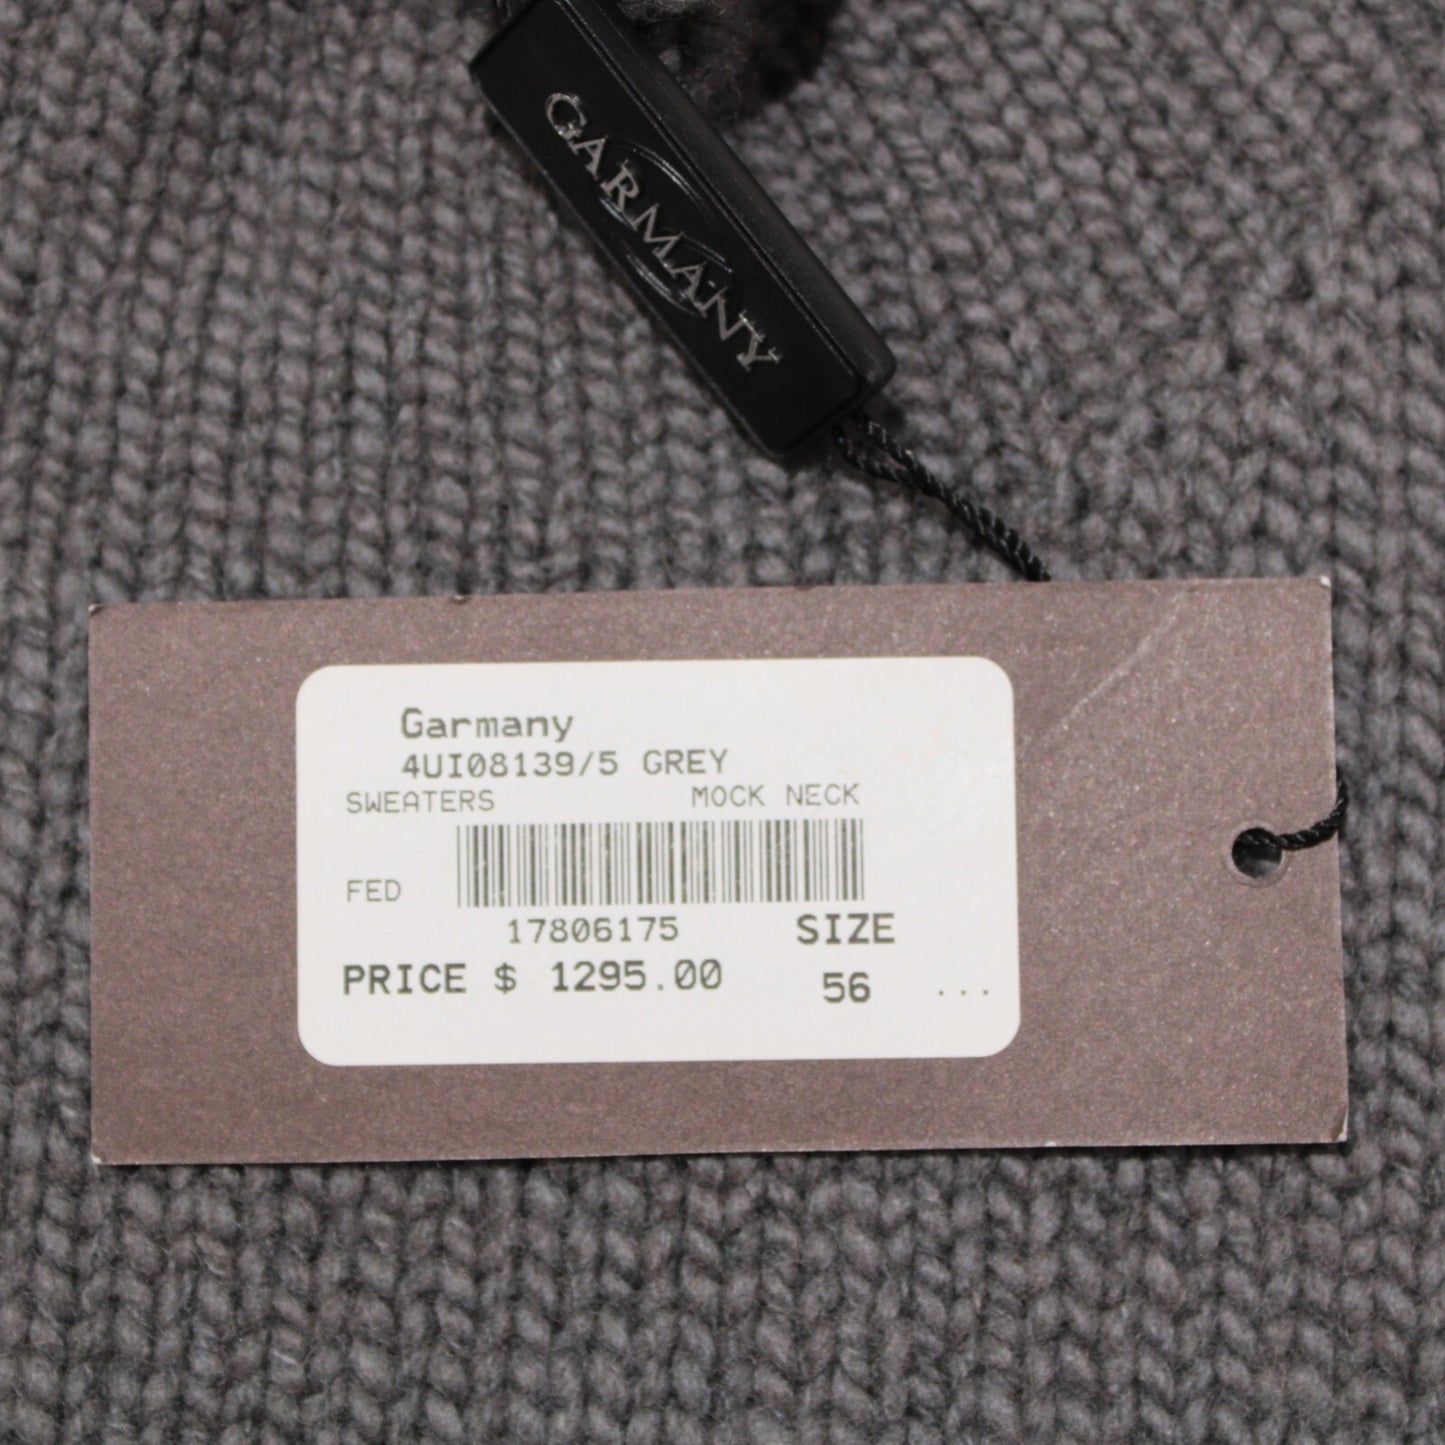 GARMANY
Garmany
4UI08139/5 GREY
SWEATERS MOCK NECK
FED
17806175 SIZE
PRICE $ 1295.00 56 ...